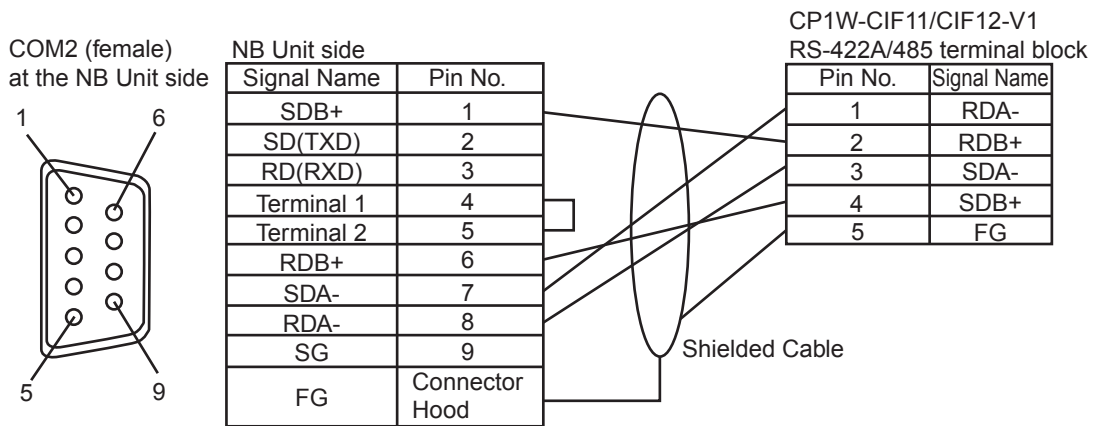 COM2 (female)
at the NB Unit side
1
6
5
9
NB Unit side
Signal Name Pin No.
SDB+ 1
SD(TXD) 2
RD(RXD) 3
Terminal 1 4
Terminal 2 5
RDB+ 6
SDA- 7
RDA- 8
SG 9
FG Connector
Hood
Shielded Cable
CP1W-CIF11/CIF12-V1
RS-422A/485 terminal block
Pin No. Signal Name
1 RDA-
2 RDB+
3 SDA-
4 SDB+
5 FG